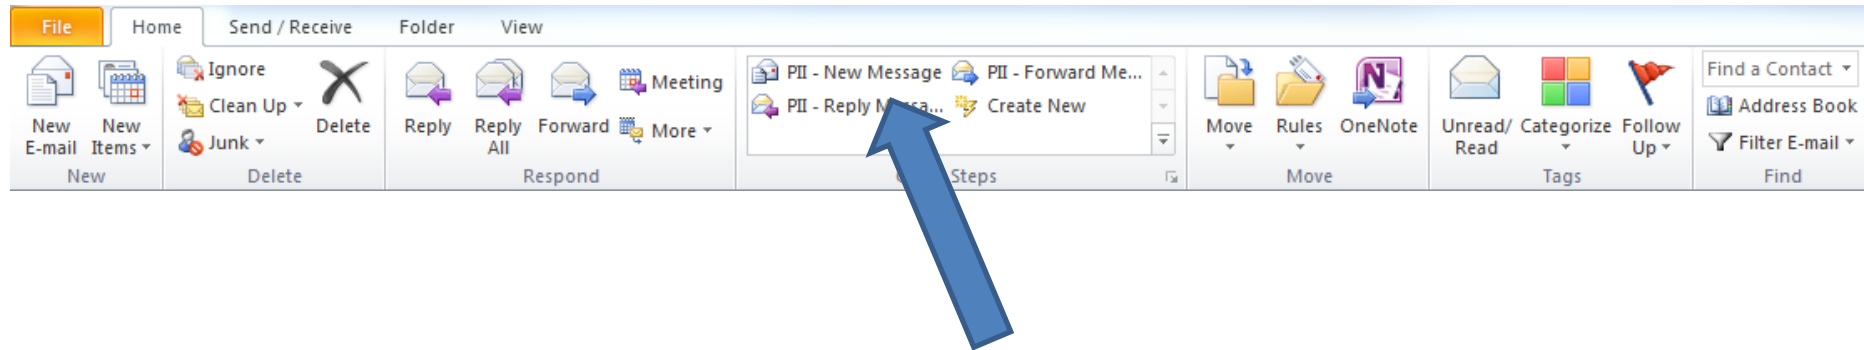 File Home Send / Receive Folder View
New E-mail
New Items
Ignore
Clean Up
Junk
Delete
Reply
Reply All
Forward
Meeting
More
PII - New Message
PII - Forward Me...
PII - Reply
Create New
Move
Rules
OneNote
Unread/ Read
Categorize
Follow Up
Find a Contact
Address Book
Filter E-mail
New Delete Respond Steps Move Tags Find